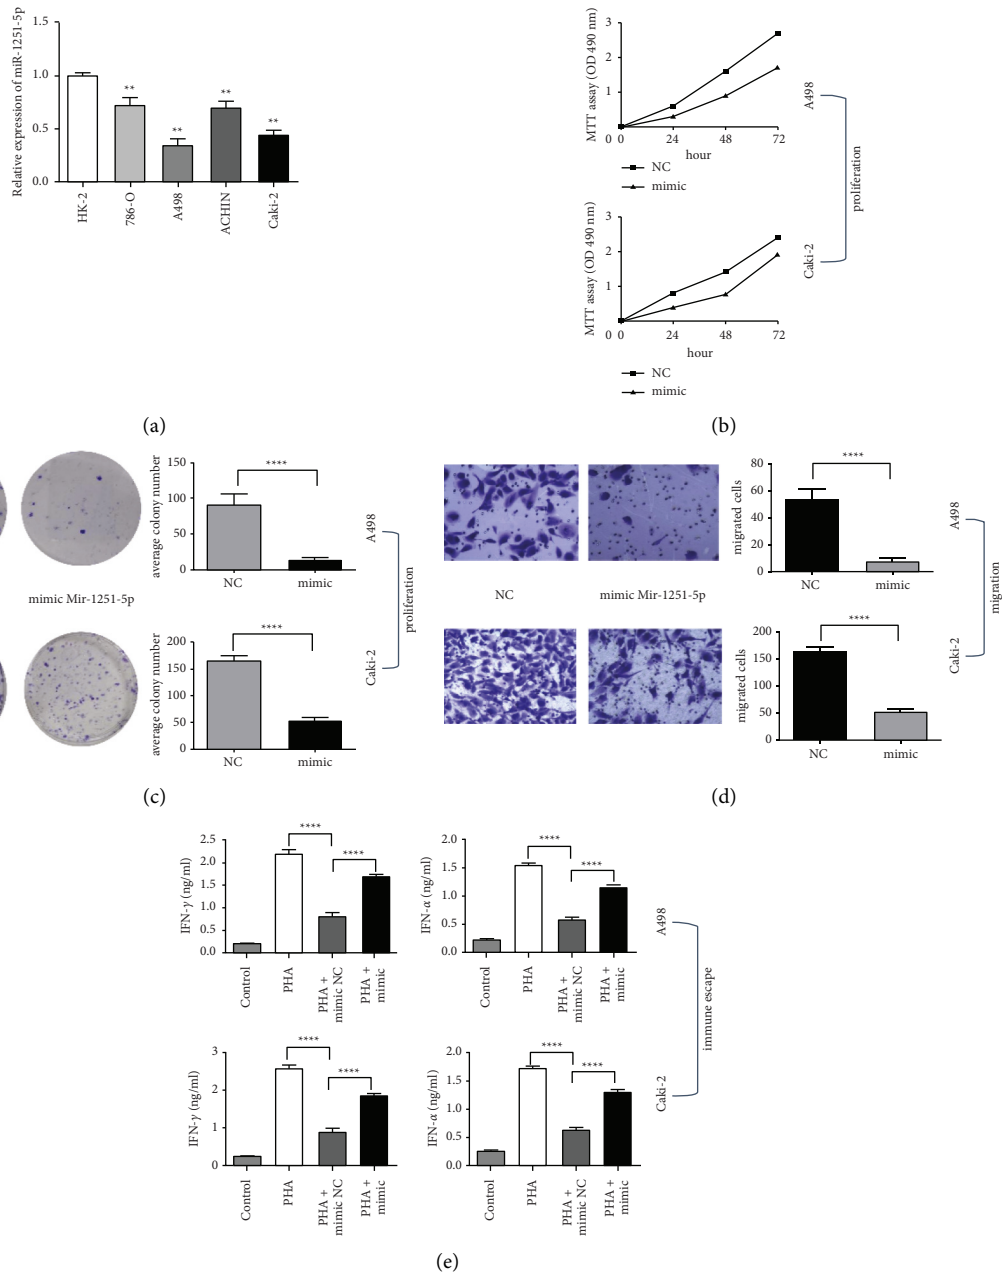 Relative expression of miR-1251-5p
1.5
1.0
0.5
0.0
**
**
**
**
HK-2
786-O
A498
ACHIN
Caki-2
(a)
MTT assay (OD 490 nm)
3
2
1
0
0
24
48
72
hour
NC
mimic
A498
MTT assay (OD 490 nm)
3
2
1
0
0
24
48
72
hour
NC
mimic
Caki-2
proliferation
(b)
mimic Mir-1251-5p
average colony number
150
100
50
0
****
NC
mimic
A498
average colony number
200
150
100
50
0
****
NC
mimic
Caki-2
proliferation
(c)
NC
mimic Mir-1251-5p
migrated cells
80
60
40
20
0
****
NC
mimic
A498
migrated cells
200
150
100
50
0
****
NC
mimic
Caki-2
migration
(d)
IFN-γ (ng/ml)
2.5
2.0
1.5
1.0
0.5
0.0
****
****
Control
PHA
PHA +
mimic NC
PHA +
mimic
IFN-α (ng/ml)
2.0
1.5
1.0
0.5
0.0
****
****
Control
PHA
PHA +
mimic NC
PHA +
mimic
A498
IFN-γ (ng/ml)
3
2
1
0
****
****
Control
PHA
PHA +
mimic NC
PHA +
mimic
IFN-α (ng/ml)
2.0
1.5
1.0
0.5
0.0
****
****
Control
PHA
PHA +
mimic NC
PHA +
mimic
Caki-2
immune escape
(e)